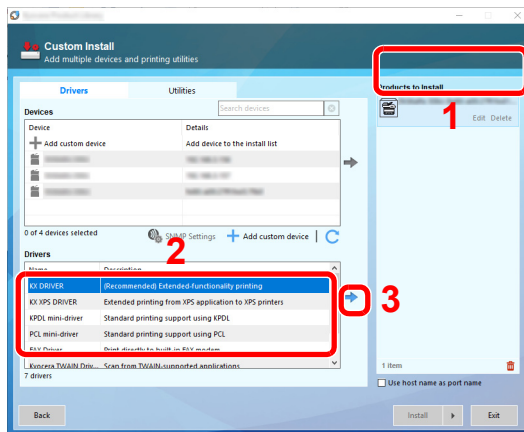 Custom Install
Add multiple devices and printing utilities
Drivers
Utilities
Products to Install
1
Edit Delete
Devices
Search devices
Device
Details
Add custom device
Add device to the install list
0 of 4 devices selected
SNMP Settings
Add custom device
2
Drivers
Name
Description
KX DRIVER
(Recommended) Extended-functionality printing
KX XPS DRIVER
Extended printing from XPS application to XPS printers
KPDL mini-driver
Standard printing support using KPDL
PCL mini-driver
Standard printing support using PCL
FAX Driver
Print directly to built-in FAX modem
Kyocera TWAIN Driv...
Scan from TWAIN-supported applications
3
7 drivers
1 item
Use host name as port name
Back
Install
Exit